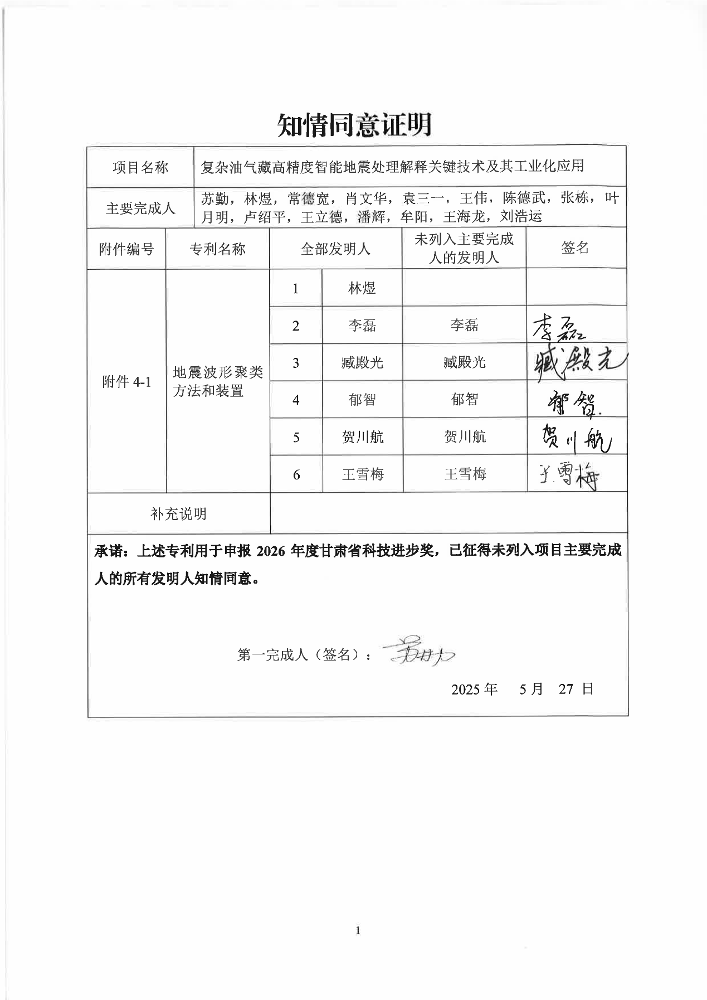 知情同意证明
项目名称
复杂油气藏高精度智能地震处理解释关键技术及其工业化应用
主要完成人
苏勤，林煜，常德宽，肖文华，袁三一，王伟，陈德武，张栋，叶
月明，卢绍平，王立德，潘辉，牟阳，王海龙，刘浩运
附件编号
专利名称
全部发明人
未列入主要完成
人的发明人
签名
附件 4-1
地震波形聚类
方法和装置
1 林煜
2 李磊 李磊 李磊
3 臧殿光 臧殿光 臧殿光
4 郁智 郁智 郁智
5 贺川航 贺川航 贺川航
6 王雪梅 王雪梅 王雪梅
补充说明
承诺：上述专利用于申报 2026 年度甘肃省科技进步奖，已征得未列入项目主要完成
人的所有发明人知情同意。
第一完成人（签名）：
2025 年 5 月 27 日
1